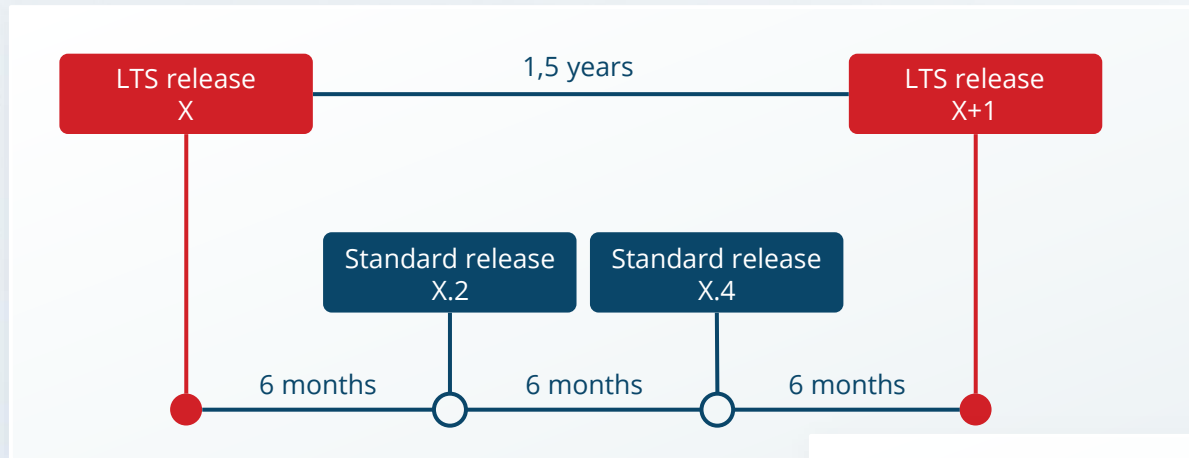 LTS release
X
1,5 years
LTS release
X+1
Standard release
X.2
Standard release
X.4
6 months
6 months
6 months